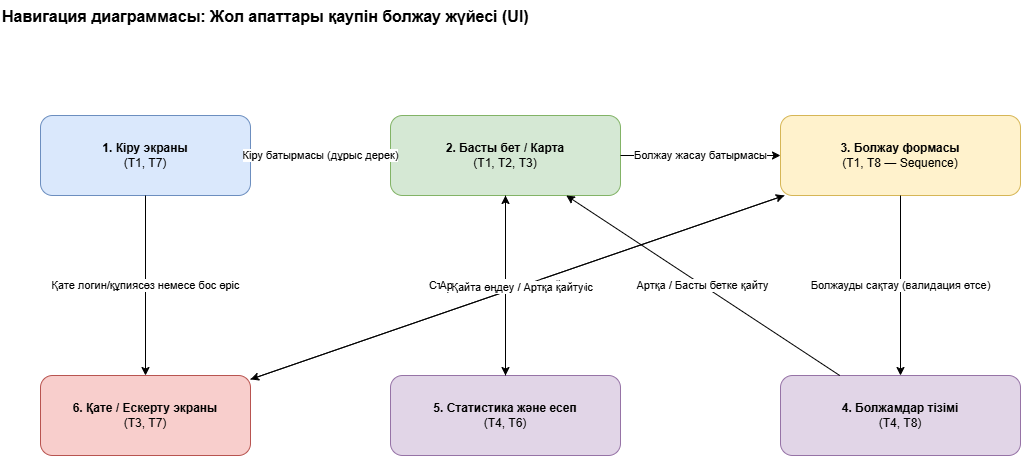 Навигация диаграммасы: Жол апаттары қаупін болжау жүйесі (UI)
1. Кіру экраны
(T1, T7)
Кіру батырмасы (дұрыс дерек)
2. Басты бет / Карта
(T1, T2, T3)
Болжау жасау батырмасы
3. Болжау формасы
(T1, T8 — Sequence)
Қате логин/құпиясөз немесе бос өріс
Қайта өңдеу / Артқа қайту
Артқа / Басты бетке қайту
Болжауды сақтау (валидация өтсе)
6. Қате / Ескерту экраны
(T3, T7)
5. Статистика және есеп
(T4, T6)
4. Болжамдар тізімі
(T4, T8)